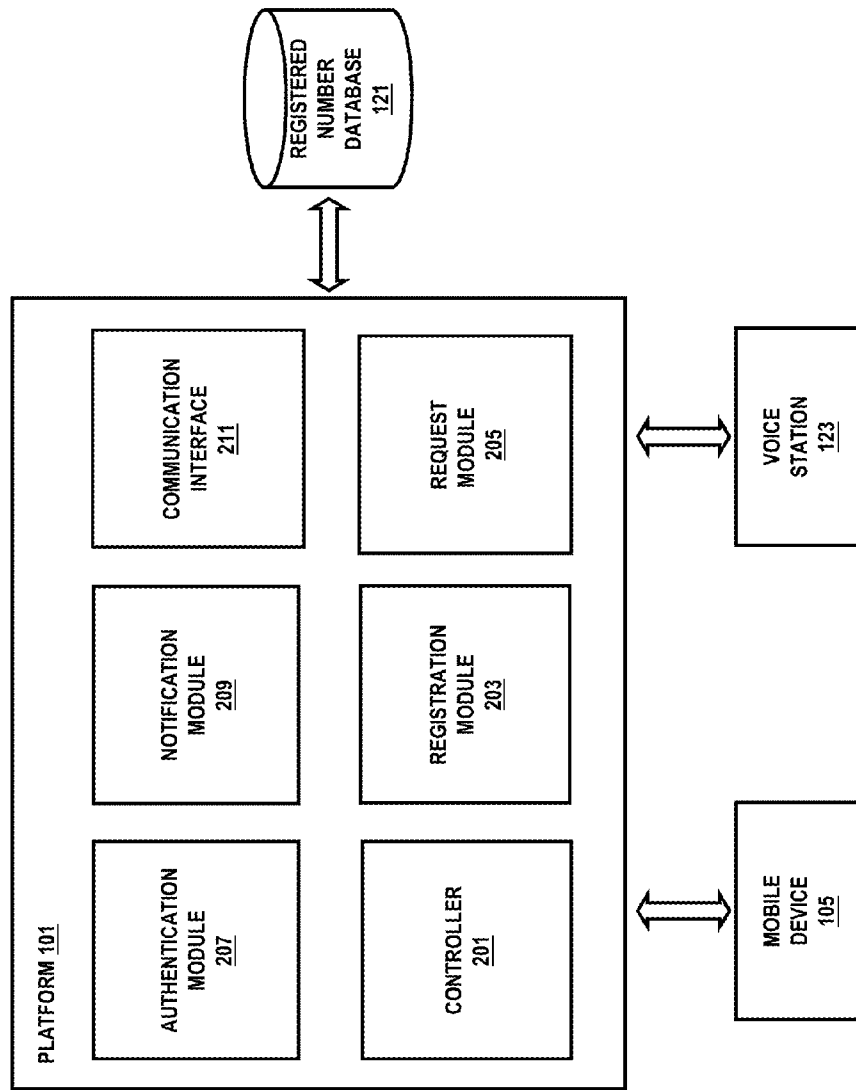 PLATFORM 101
AUTHENTICATION
MODULE
207
NOTIFICATION
MODULE
209
COMMUNICATION
INTERFACE
211
CONTROLLER
201
REGISTRATION
MODULE
203
REQUEST
MODULE
205
REGISTERED
NUMBER
DATABASE
121
MOBILE
DEVICE
105
VOICE
STATION
123